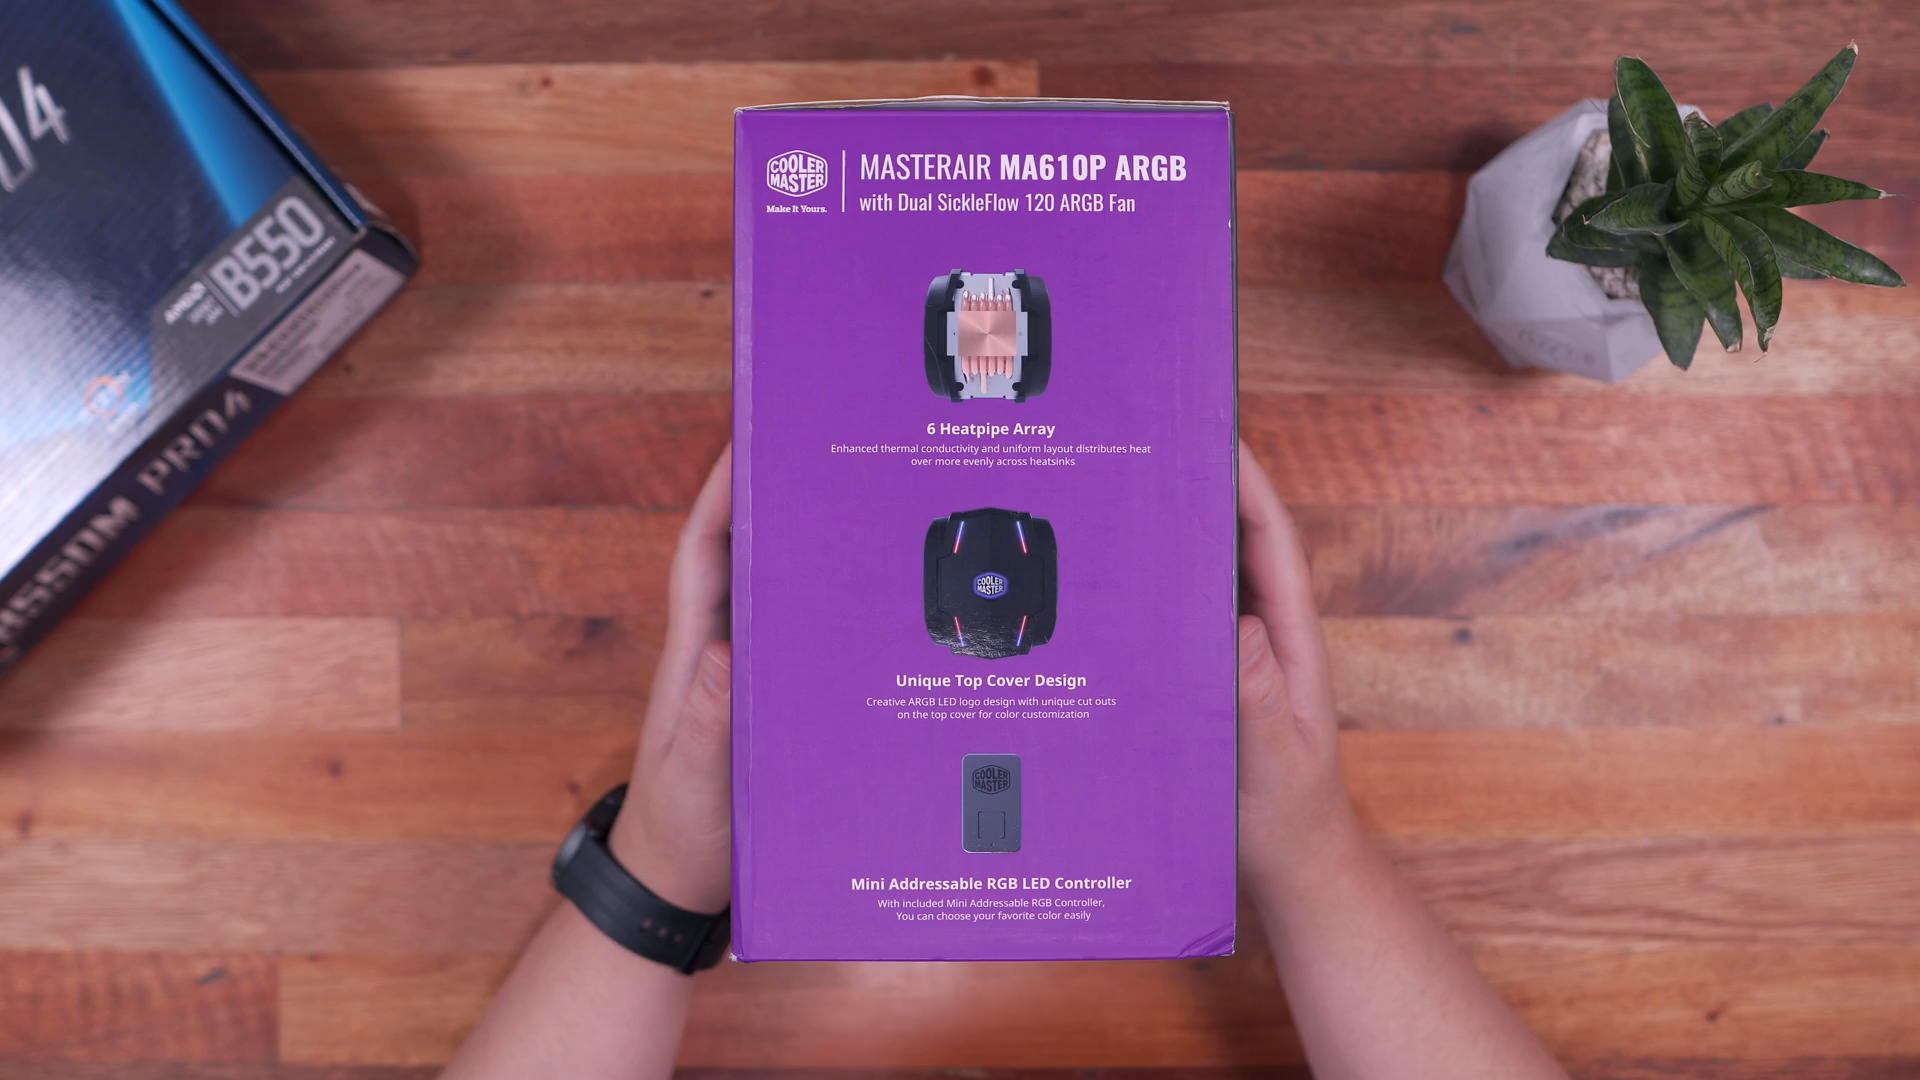 COOLER
MASTER
Make It Yours.
MASTERAIR MA610P ARGB
with Dual SickleFlow 120 ARGB Fan
6 Heatpipe Array
Enhanced thermal conductivity and uniform layout distributes heat
over more evenly across heatsinks
COOLER
MASTER
Unique Top Cover Design
Creative ARGB LED logo design with unique cut outs
on the top cover for color customization
COOLER
MASTER
Mini Addressable RGB LED Controller
With included Mini Addressable RGB Controller,
You can choose your favorite color easily
AMD
B550
PRO4